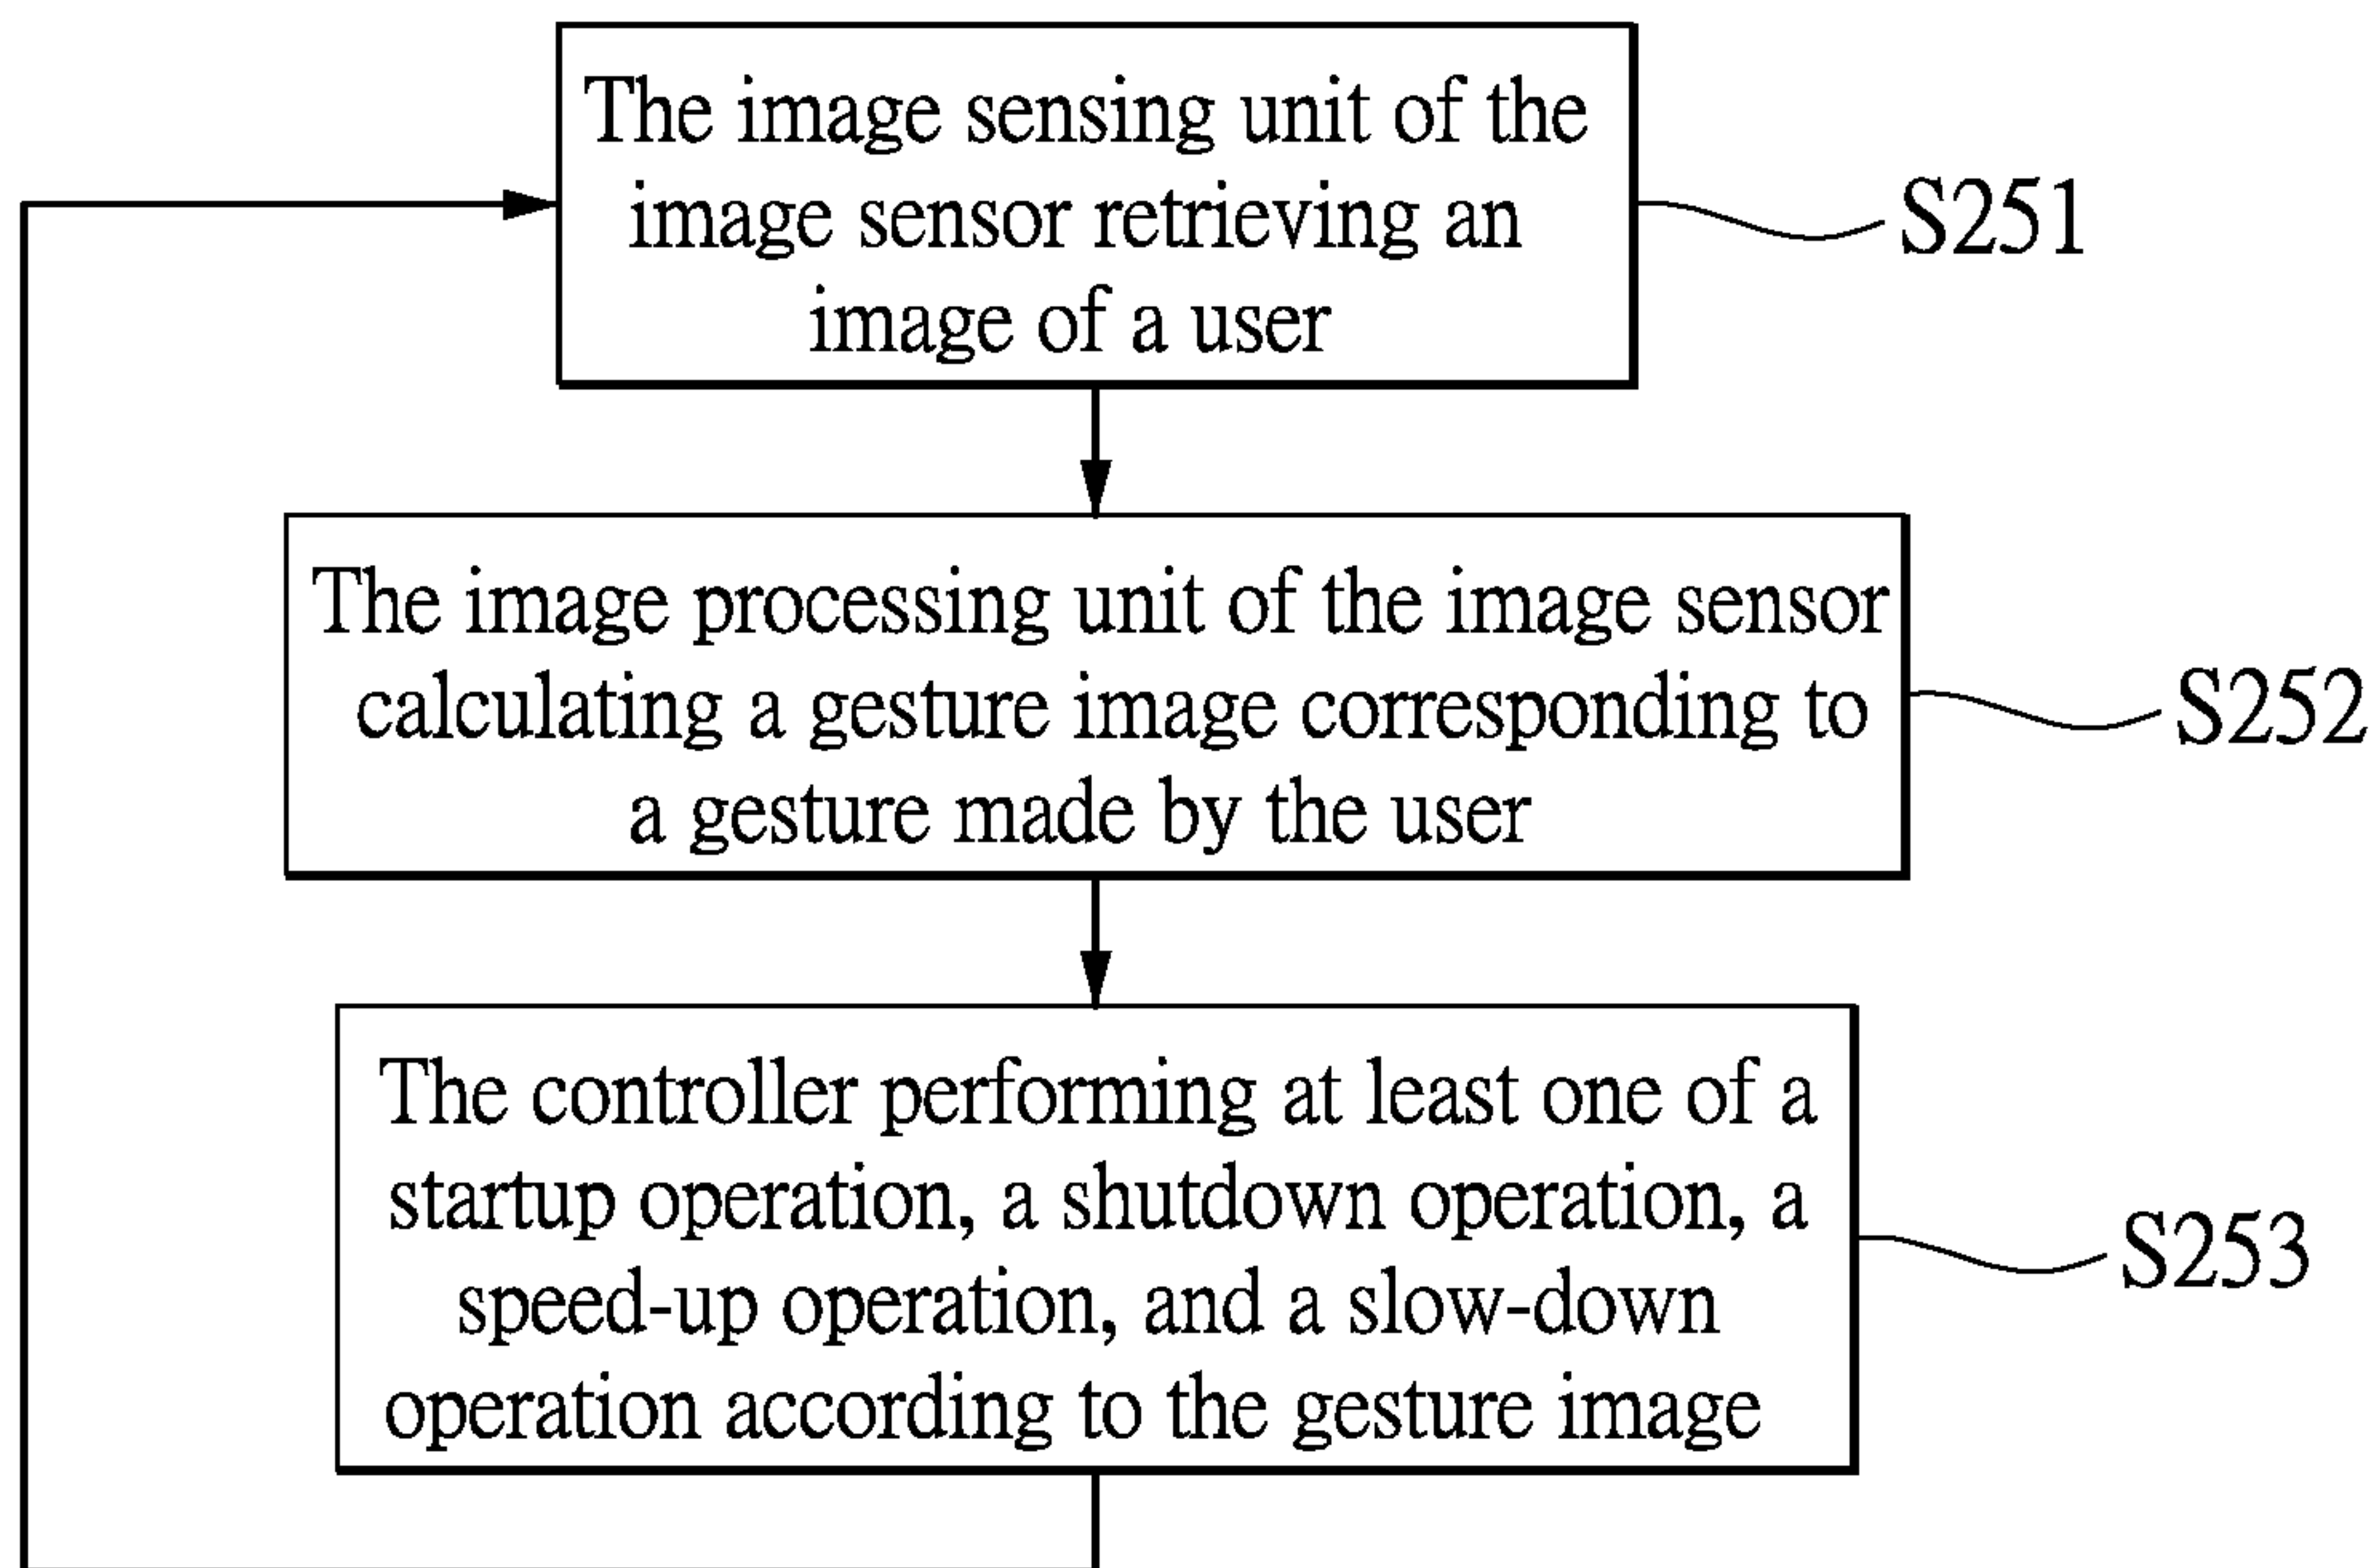 The image sensing unit of the
image sensor retrieving an
image of a user
S251
The image processing unit of the image sensor
calculating a gesture image corresponding to
a gesture made by the user
S252
The controller performing at least one of a
startup operation, a shutdown operation, a
speed-up operation, and a slow-down
operation according to the gesture image
S253